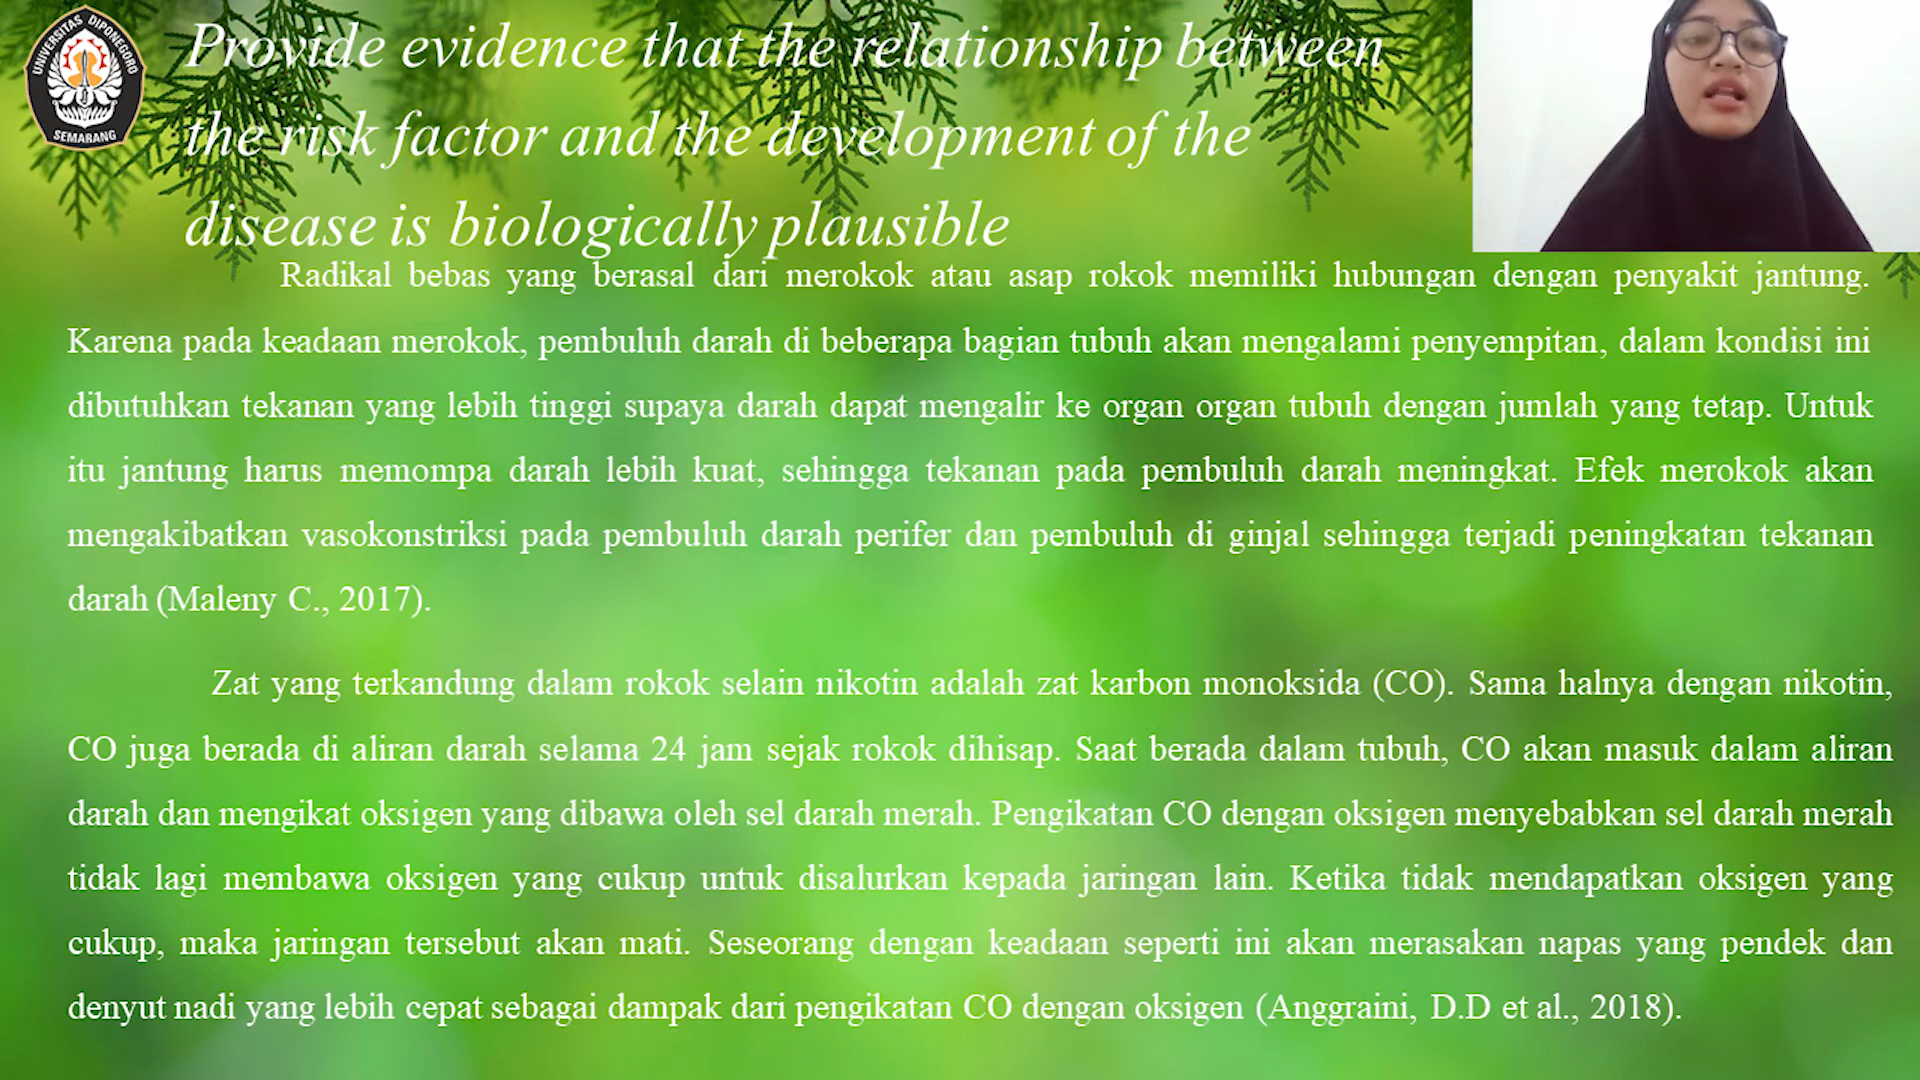 UNIVERSITAS DIPONEGORO
SEMARANG
Provide evidence that the relationship between
the risk factor and the development of the
disease is biologically plausible
Radikal bebas yang berasal dari merokok atau asap rokok memiliki hubungan dengan penyakit jantung.
Karena pada keadaan merokok, pembuluh darah di beberapa bagian tubuh akan mengalami penyempitan, dalam kondisi ini
dibutuhkan tekanan yang lebih tinggi supaya darah dapat mengalir ke organ organ tubuh dengan jumlah yang tetap. Untuk
itu jantung harus memompa darah lebih kuat, sehingga tekanan pada pembuluh darah meningkat. Efek merokok akan
mengakibatkan vasokonstriksi pada pembuluh darah perifer dan pembuluh di ginjal sehingga terjadi peningkatan tekanan
darah (Maleny C., 2017).
Zat yang terkandung dalam rokok selain nikotin adalah zat karbon monoksida (CO). Sama halnya dengan nikotin,
CO juga berada di aliran darah selama 24 jam sejak rokok dihisap. Saat berada dalam tubuh, CO akan masuk dalam aliran
darah dan mengikat oksigen yang dibawa oleh sel darah merah. Pengikatan CO dengan oksigen menyebabkan sel darah merah
tidak lagi membawa oksigen yang cukup untuk disalurkan kepada jaringan lain. Ketika tidak mendapatkan oksigen yang
cukup, maka jaringan tersebut akan mati. Seseorang dengan keadaan seperti ini akan merasakan napas yang pendek dan
denyut nadi yang lebih cepat sebagai dampak dari pengikatan CO dengan oksigen (Anggraini, D.D et al., 2018).